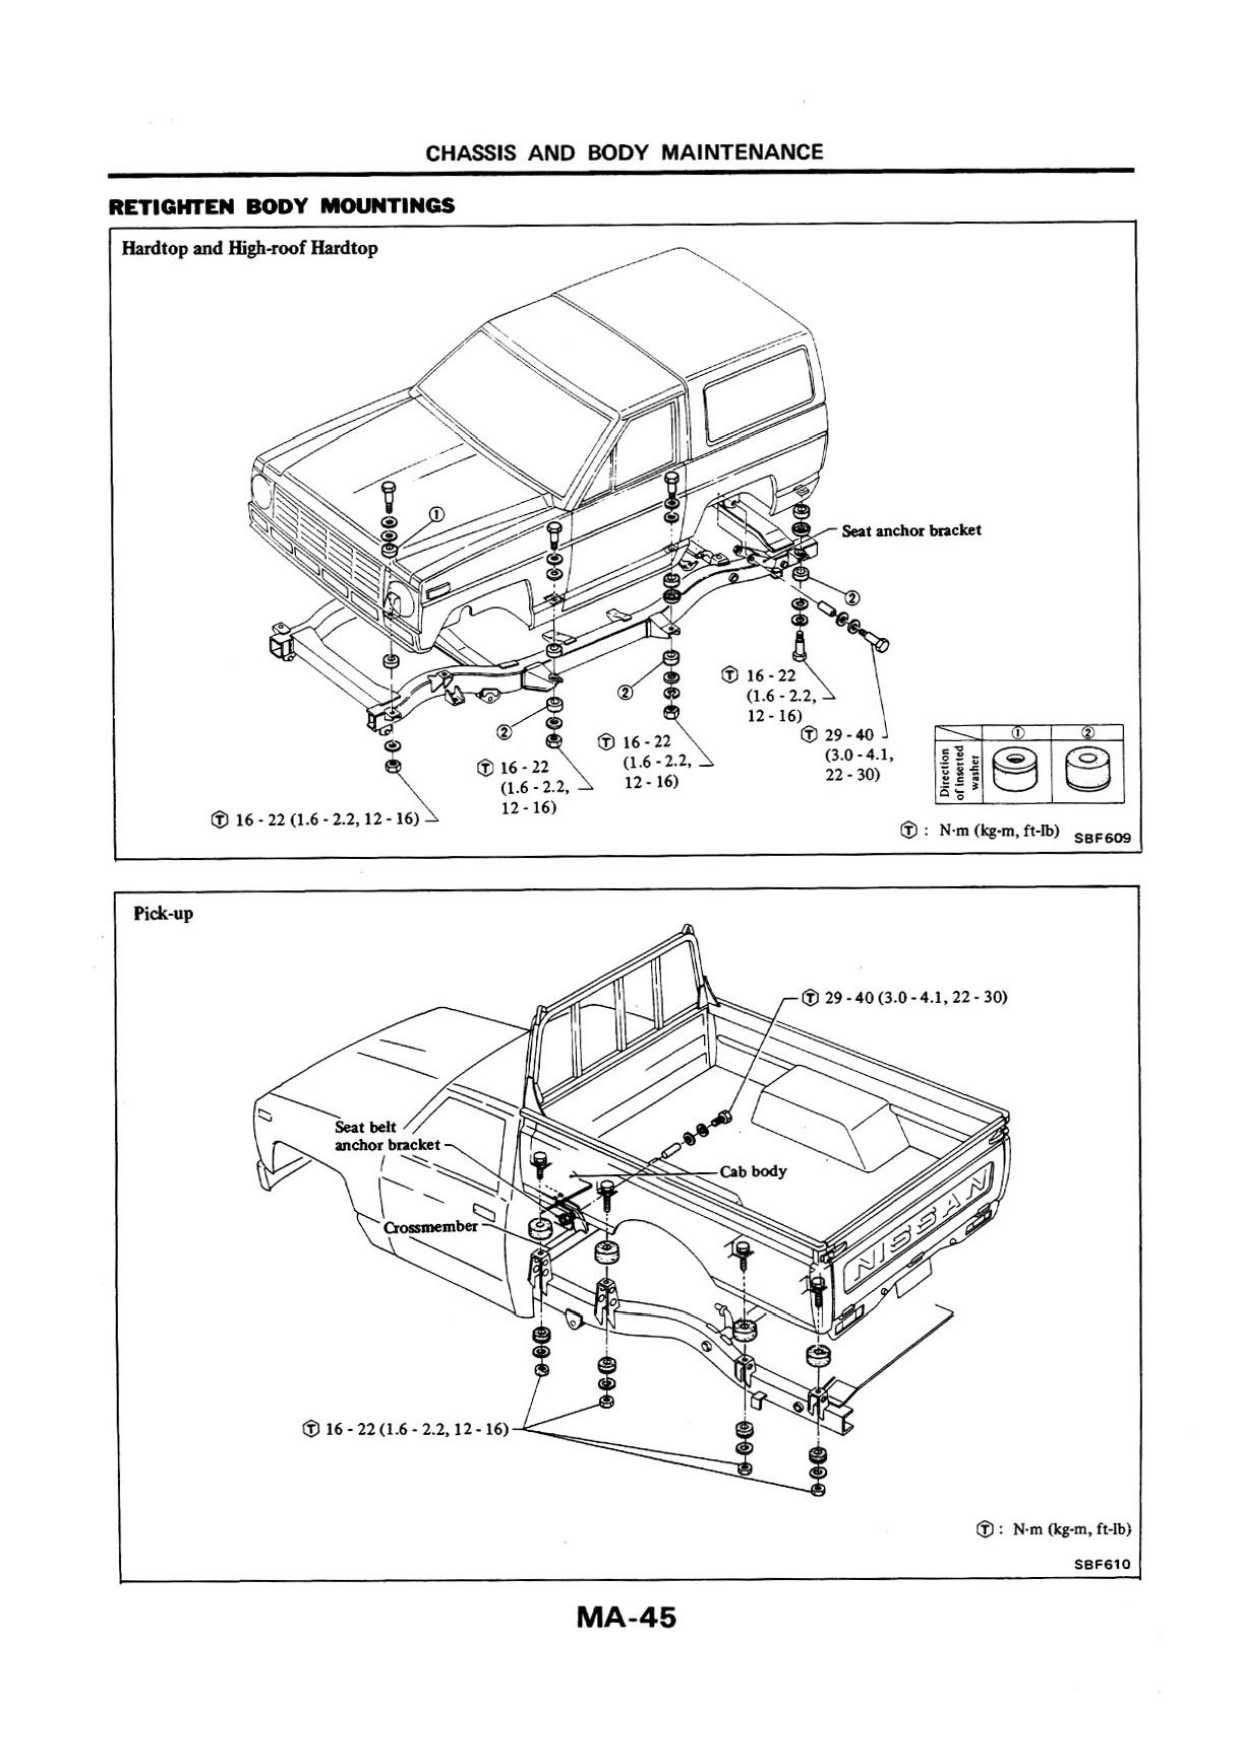 CHASSIS AND BODY MAINTENANCE
RETIGHTEN BODY MOUNTINGS
Hardtop and High-roof Hardtop
①
Seat anchor bracket
②
②
②
Ⓣ 16 - 22
(1.6 - 2.2,
12 - 16)
Ⓣ 29 - 40
(3.0 - 4.1,
22 - 30)
Ⓣ 16 - 22
(1.6 - 2.2,
12 - 16)
Ⓣ 16 - 22
(1.6 - 2.2,
12 - 16)
Ⓣ 16 - 22 (1.6 - 2.2, 12 - 16)
① ②
Direction
of inserted
washer
Ⓣ : N·m (kg-m, ft-lb)
SBF609
Pick-up
Ⓣ 29 - 40 (3.0 - 4.1, 22 - 30)
Seat belt
anchor bracket
Cab body
Crossmember
NISSAN
Ⓣ 16 - 22 (1.6 - 2.2, 12 - 16)
Ⓣ : N·m (kg-m, ft-lb)
SBF610
MA-45